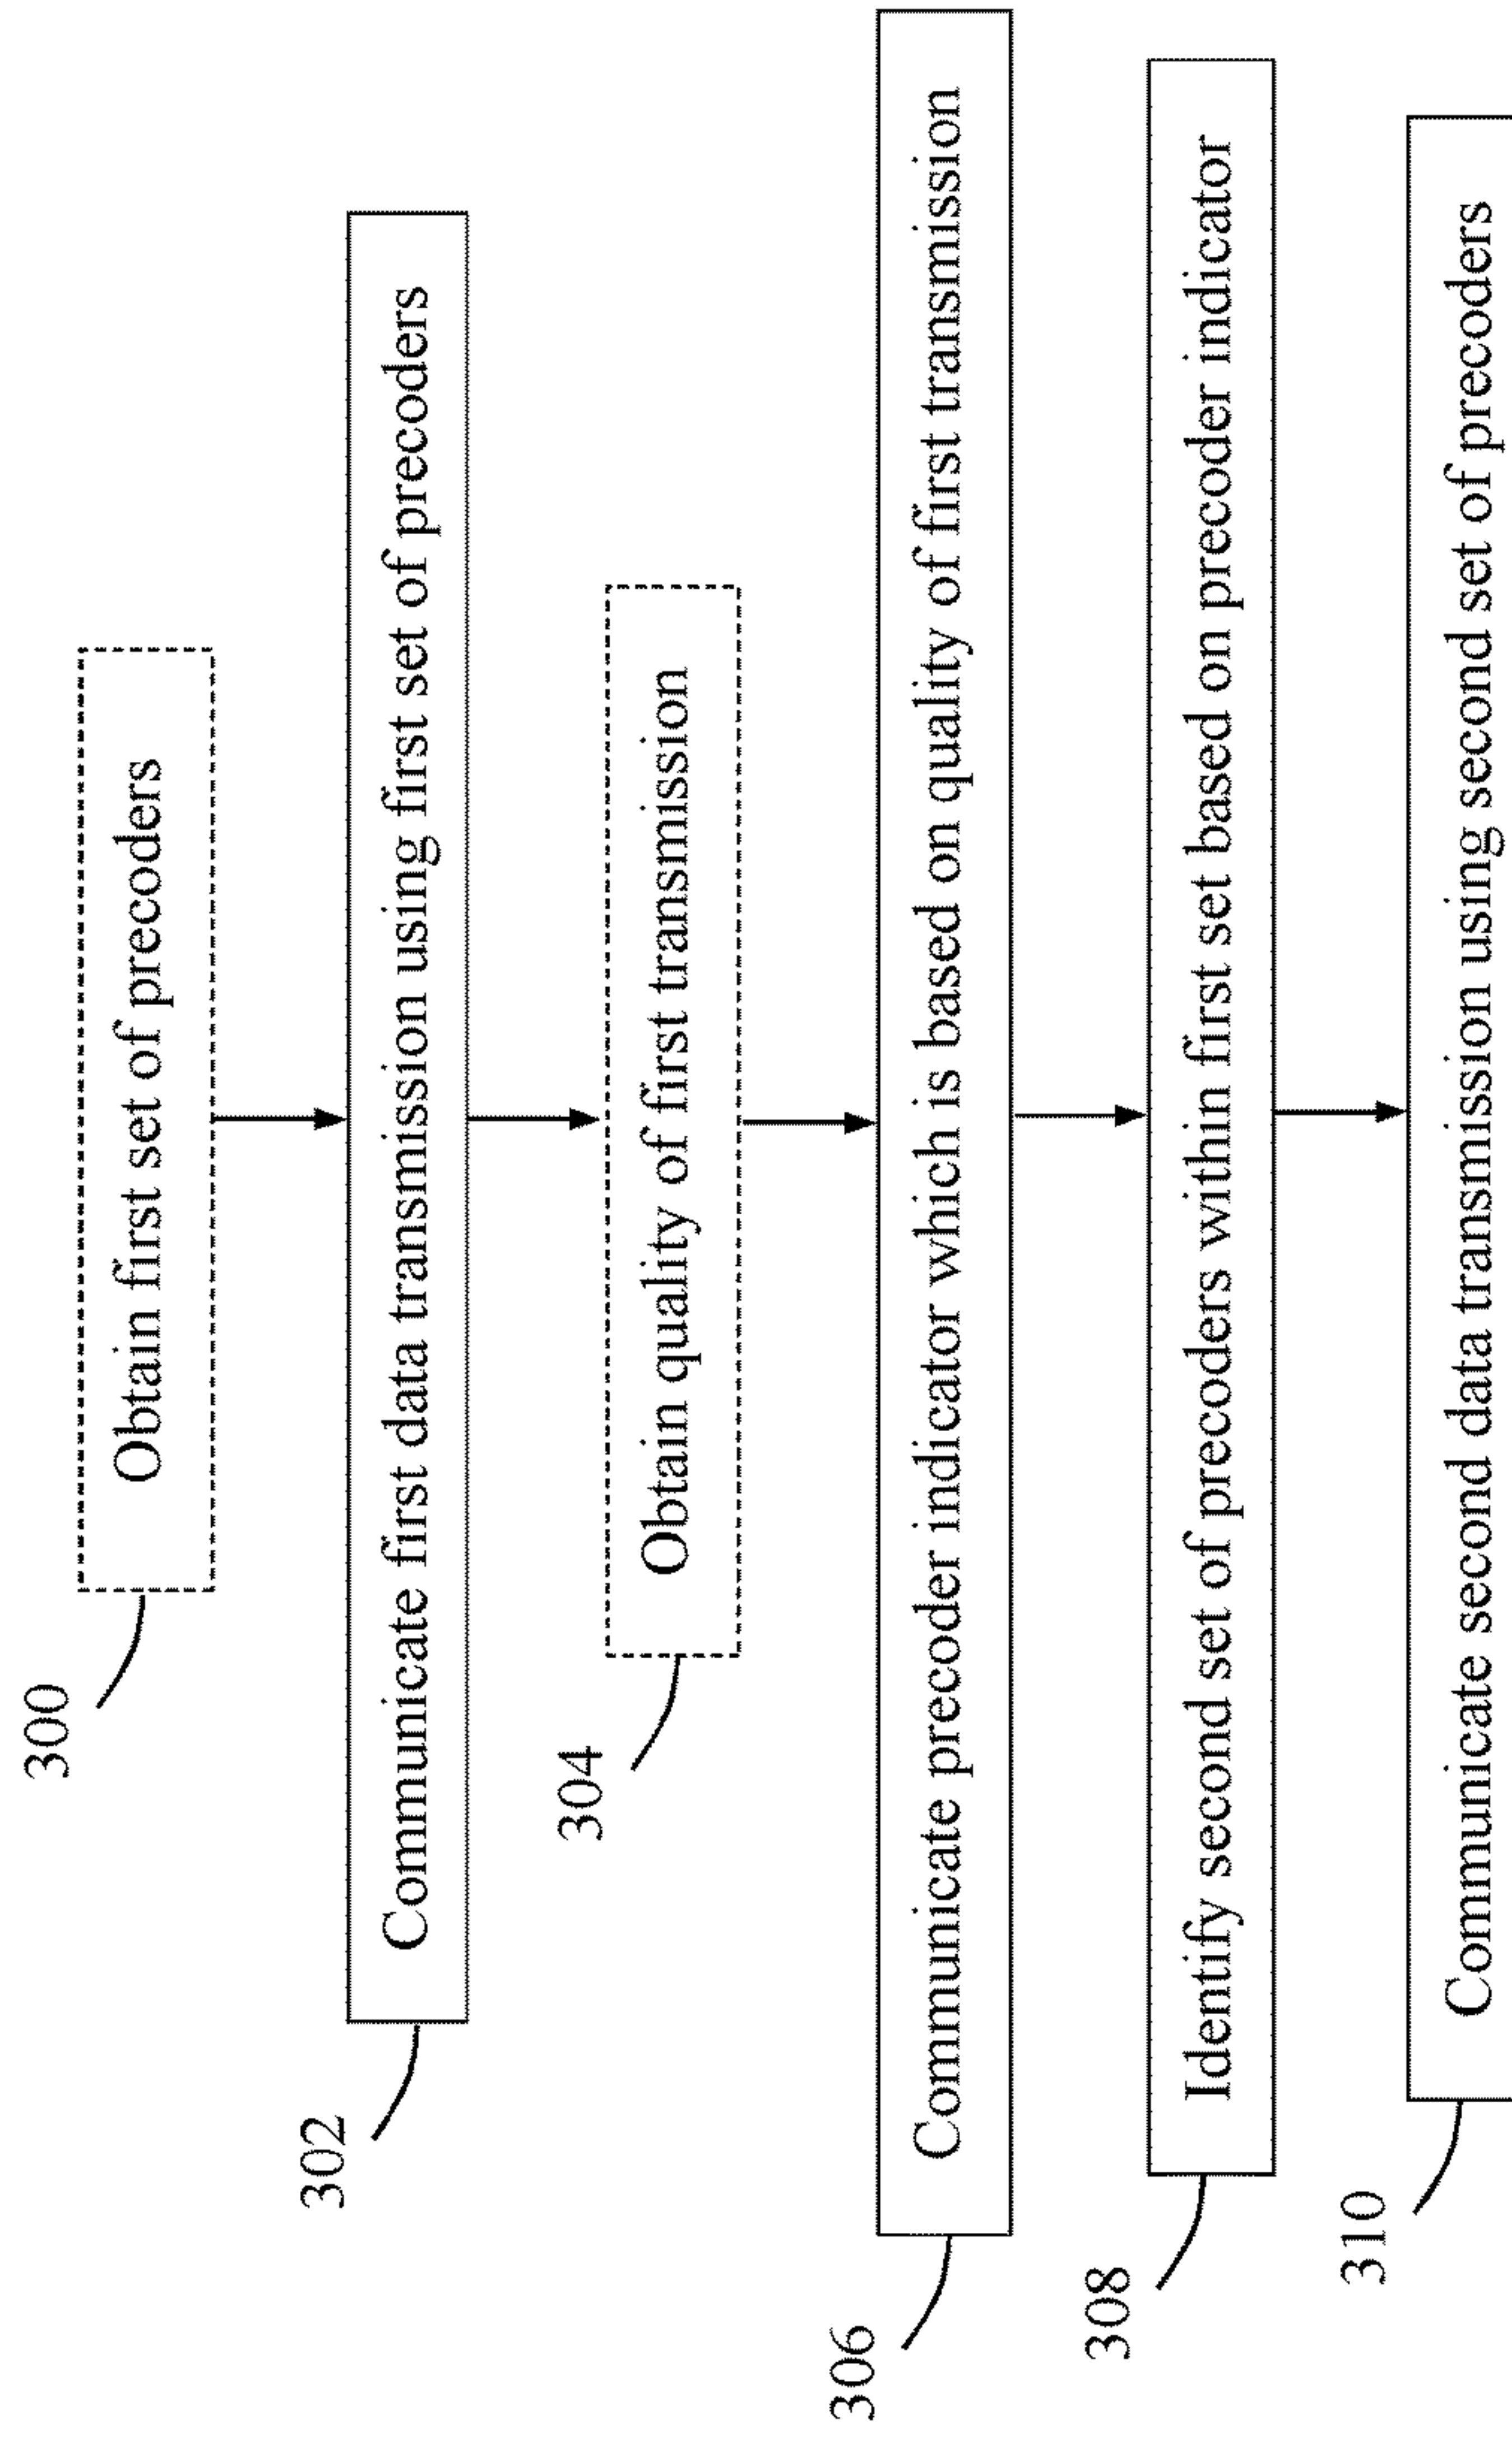 300
Obtain first set of precoders
302
Communicate first data transmission using first set of precoders
304
Obtain quality of first transmission
306
Communicate precoder indicator which is based on quality of first transmission
308
Identify second set of precoders within first set based on precoder indicator
310
Communicate second data transmission using second set of precoders